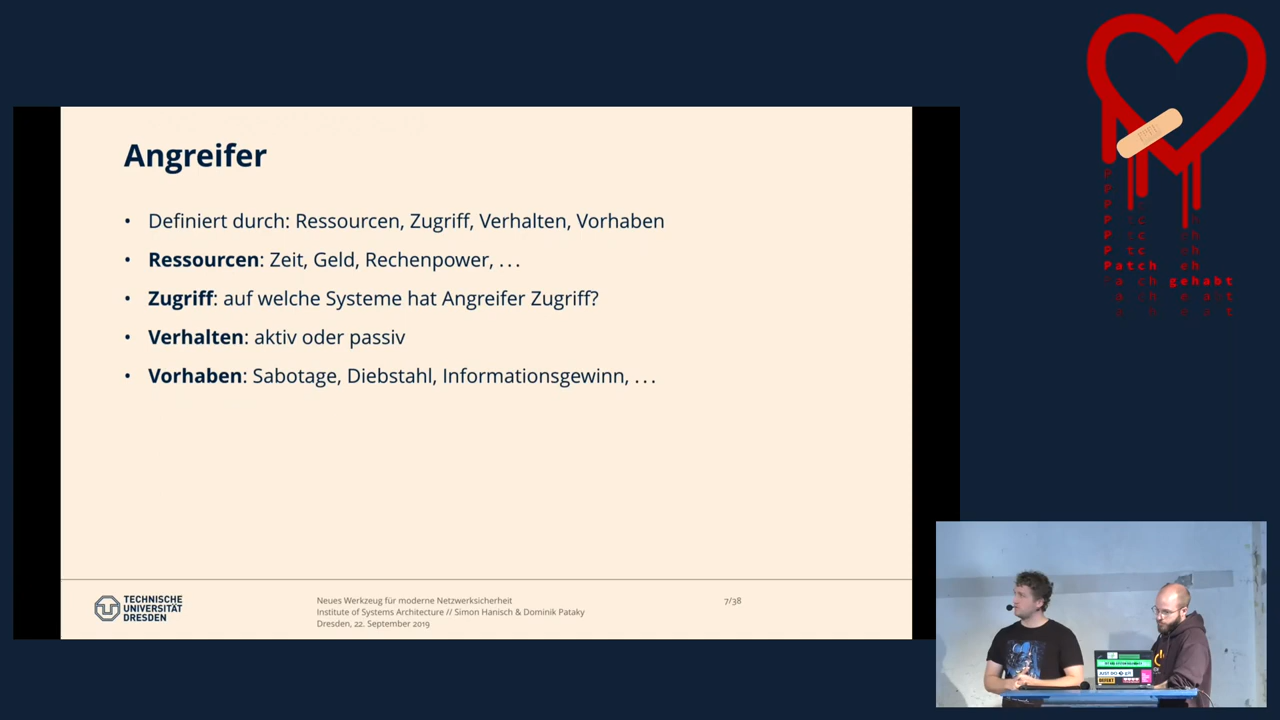 Angreifer
• Definiert durch: Ressourcen, Zugriff, Verhalten, Vorhaben
• Ressourcen: Zeit, Geld, Rechenpower, . . .
• Zugriff: auf welche Systeme hat Angreifer Zugriff?
• Verhalten: aktiv oder passiv
• Vorhaben: Sabotage, Diebstahl, Informationsgewinn, . . .
TECHNISCHE
UNIVERSITÄT
DRESDEN
Neues Werkzeug für moderne Netzwerksicherheit
Institute of Systems Architecture // Simon Hanisch & Dominik Pataky
Dresden, 22. September 2019
7/38
Patch
gehabt
DEFEKT